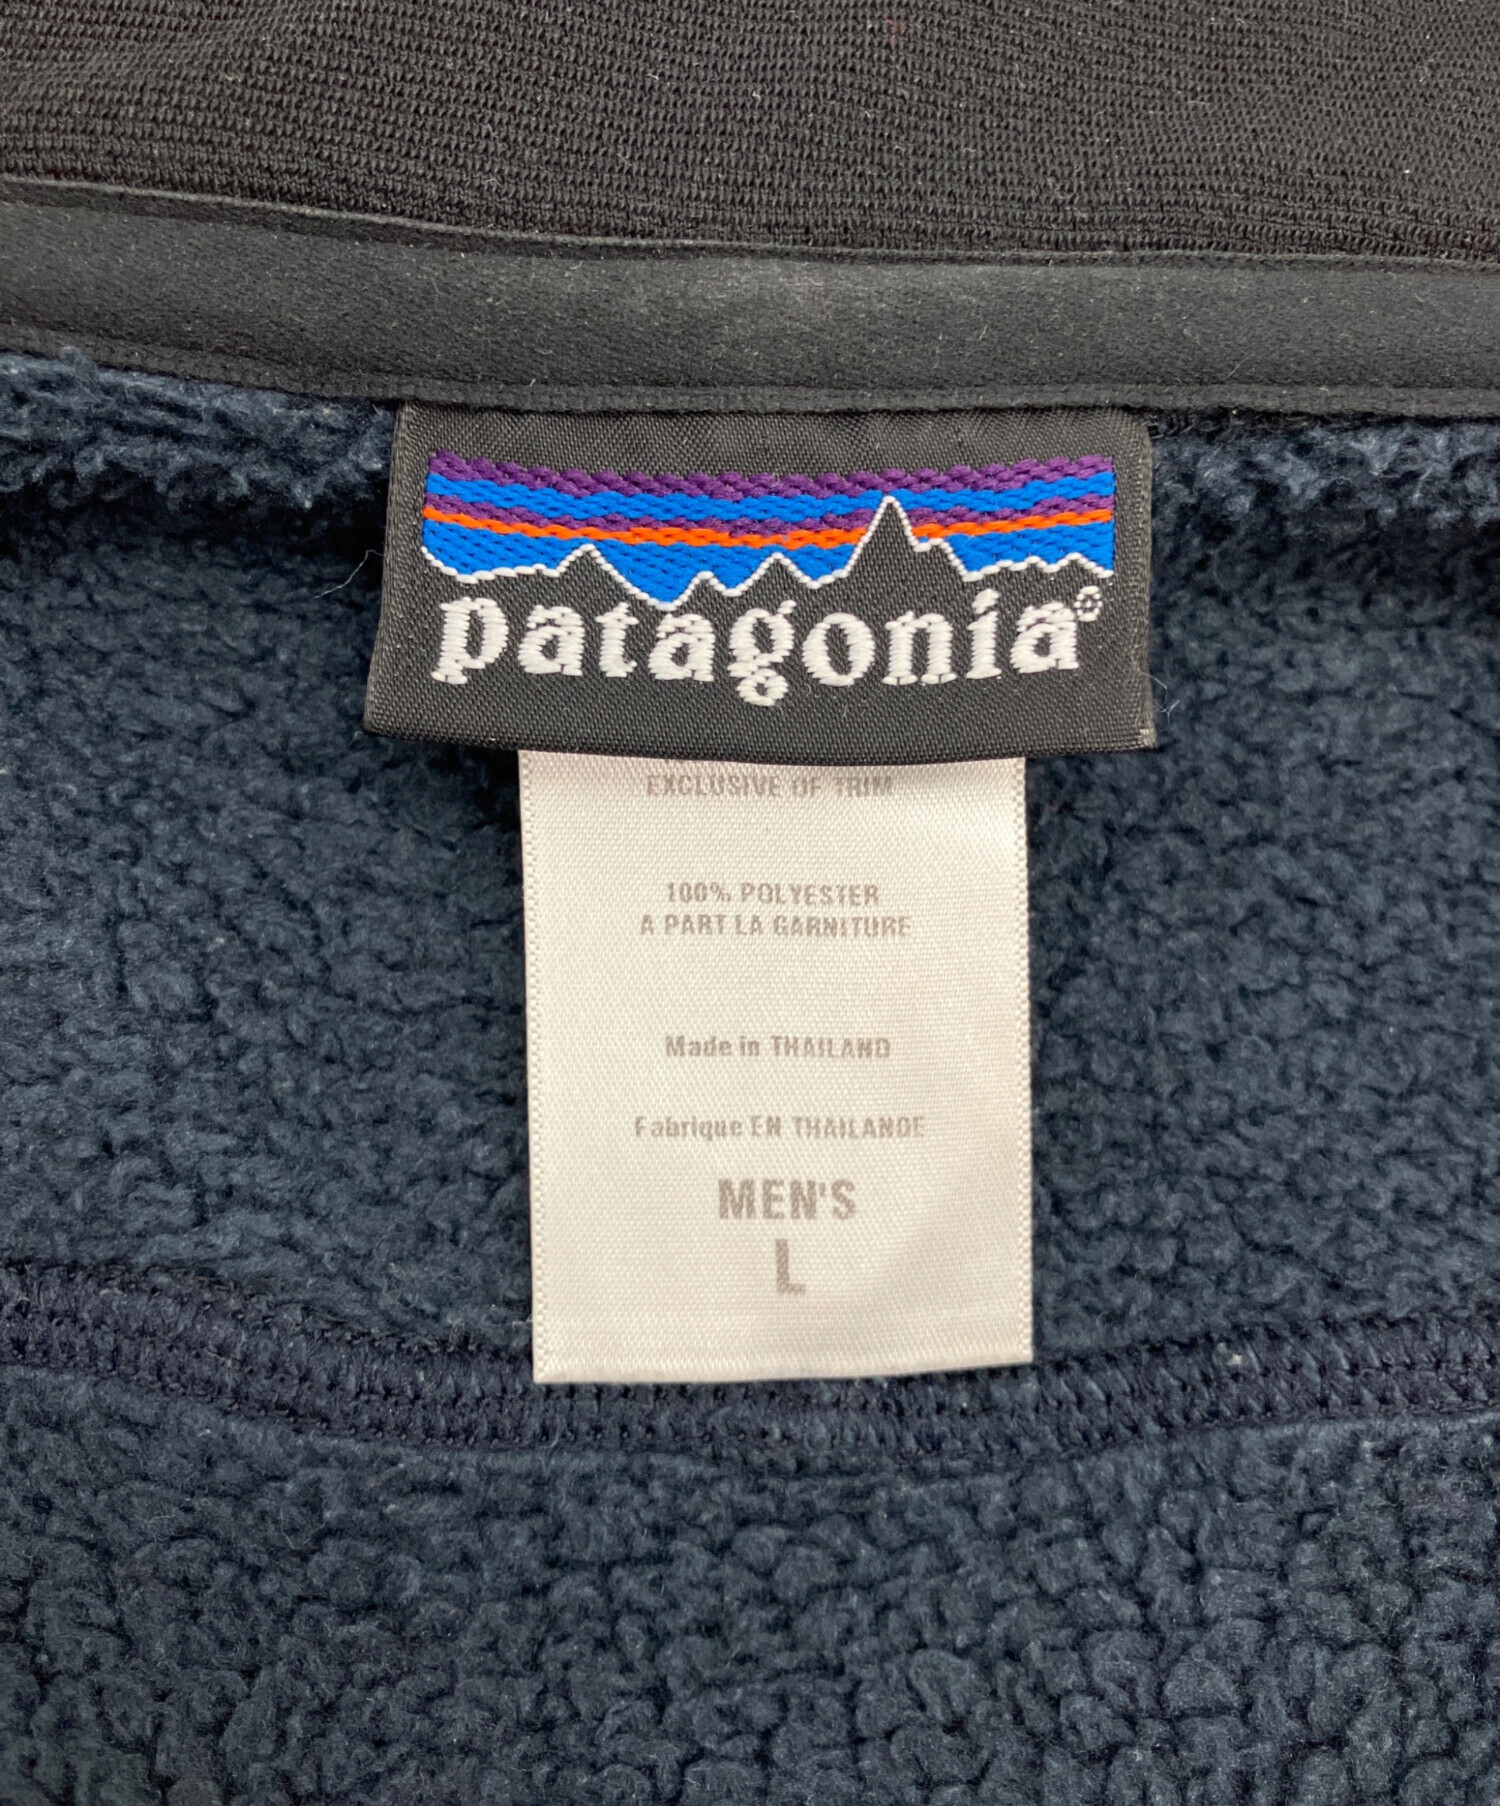 patagonia®
EXCLUSIVE OF TRIM
100% POLYESTER
A PART LA GARNITURE
Made in THAILAND
Fabrique EN THAILANDE
MEN'S
L